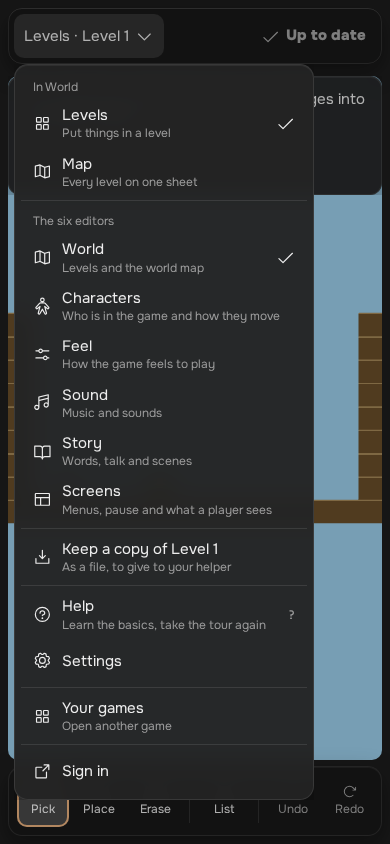 Levels · Level 1
Up to date
ges into
In World
Levels
Put things in a level
Map
Every level on one sheet
The six editors
World
Levels and the world map
Characters
Who is in the game and how they move
Feel
How the game feels to play
Sound
Music and sounds
Story
Words, talk and scenes
Screens
Menus, pause and what a player sees
Keep a copy of Level 1
As a file, to give to your helper
Help
Learn the basics, take the tour again
?
Settings
Your games
Open another game
Sign in
Pick
Place
Erase
List
Undo
Redo